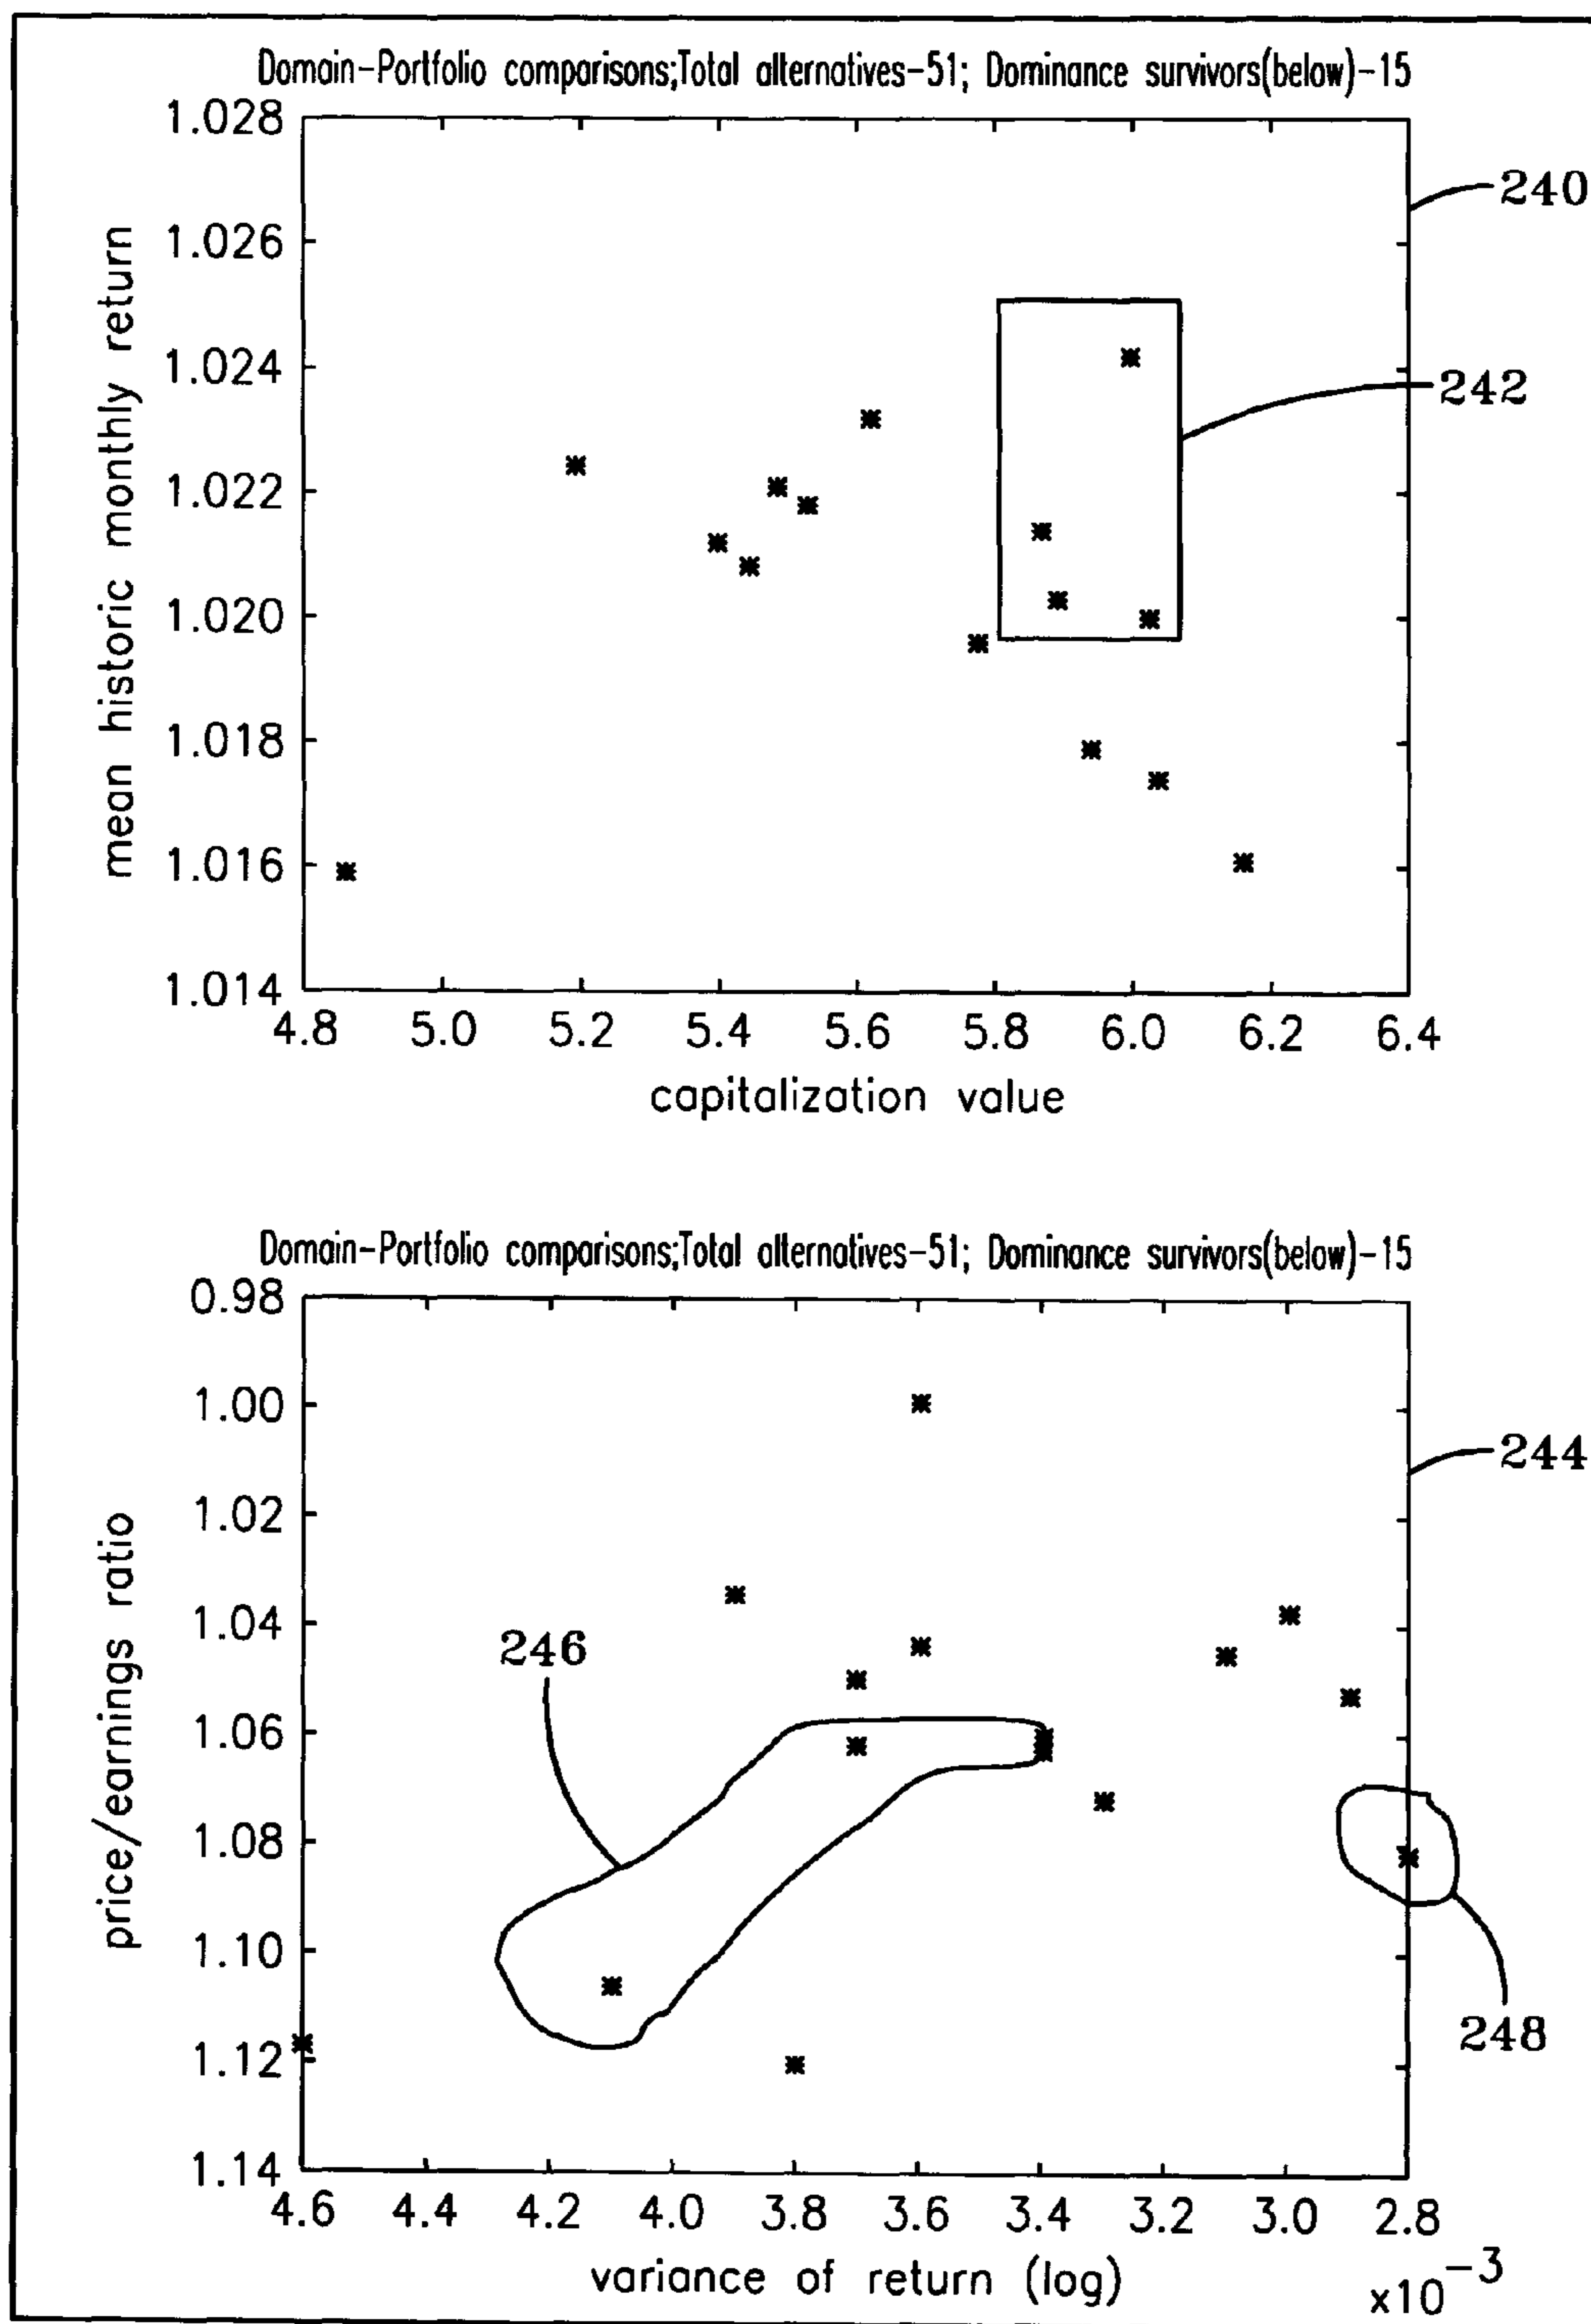 Domain-Portfolio comparisons;Total alternatives-51; Dominance survivors(below)-15
1.028
1.026
1.024
1.022
1.020
1.018
1.016
1.014
mean historic monthly return
240
242
4.8 5.0 5.2 5.4 5.6 5.8 6.0 6.2 6.4
capitalization value
Domain-Portfolio comparisons;Total alternatives-51; Dominance survivors(below)-15
0.98
1.00
1.02
1.04
1.06
1.08
1.10
1.12
1.14
price/earnings ratio
244
246
248
4.6 4.4 4.2 4.0 3.8 3.6 3.4 3.2 3.0 2.8
variance of return (log)
x10-3